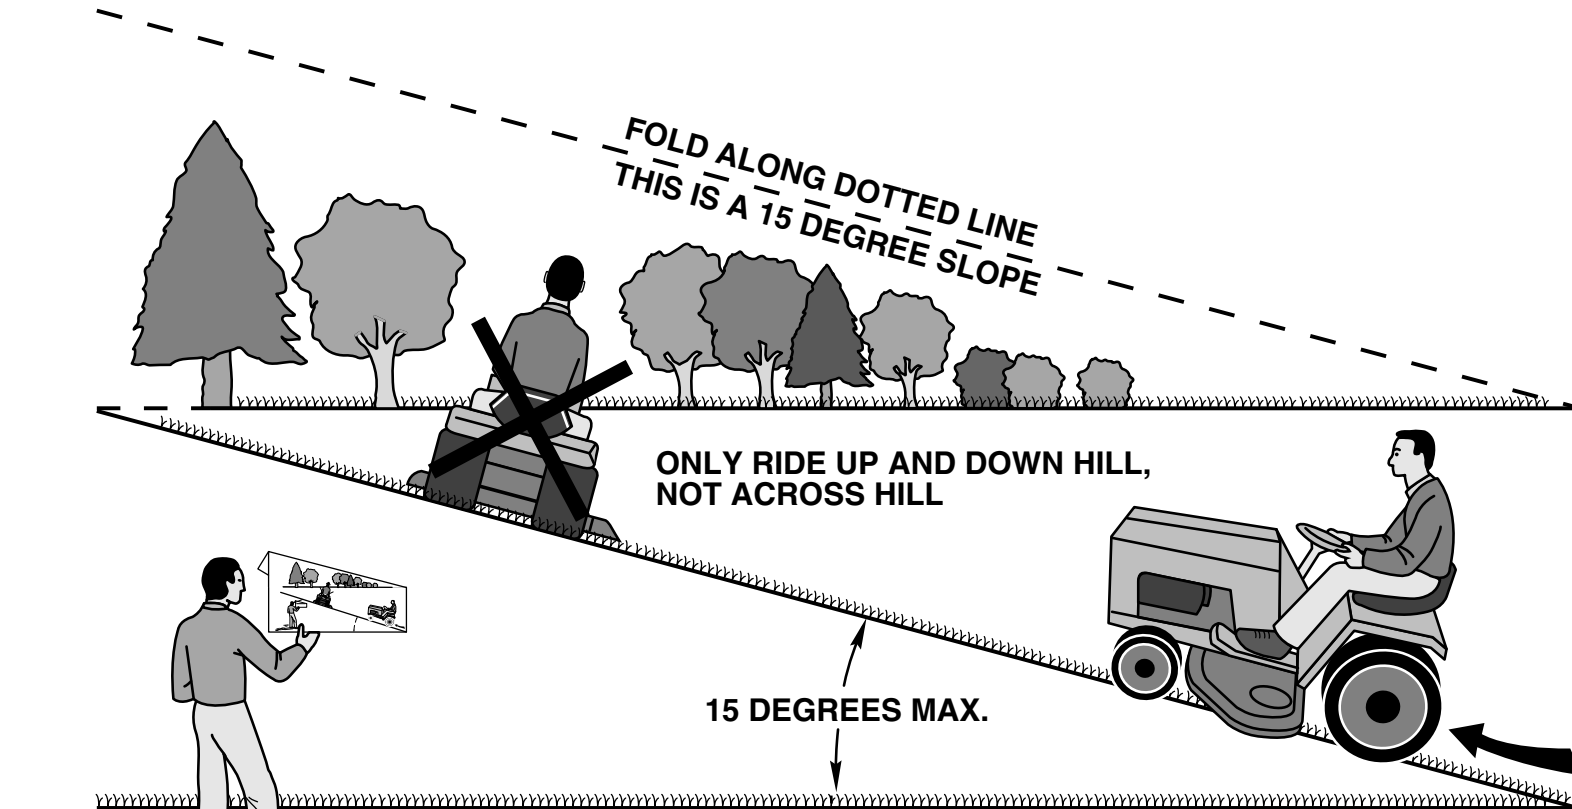 FOLD ALONG DOTTED LINE
THIS IS A 15 DEGREE SLOPE
ONLY RIDE UP AND DOWN HILL,
NOT ACROSS HILL
15 DEGREES MAX.